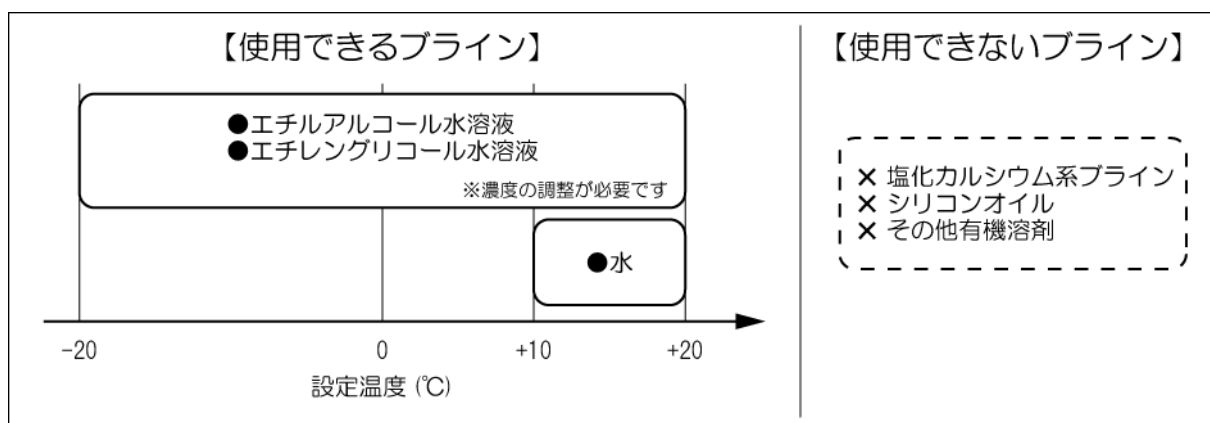 【使用できるブライン】
●エチルアルコール水溶液
●エチレングリコール水溶液
※濃度の調整が必要です
●水
-20 0 +10 +20
設定温度 (℃)
【使用できないブライン】
× 塩化カルシウム系ブライン
× シリコンオイル
× その他有機溶剤